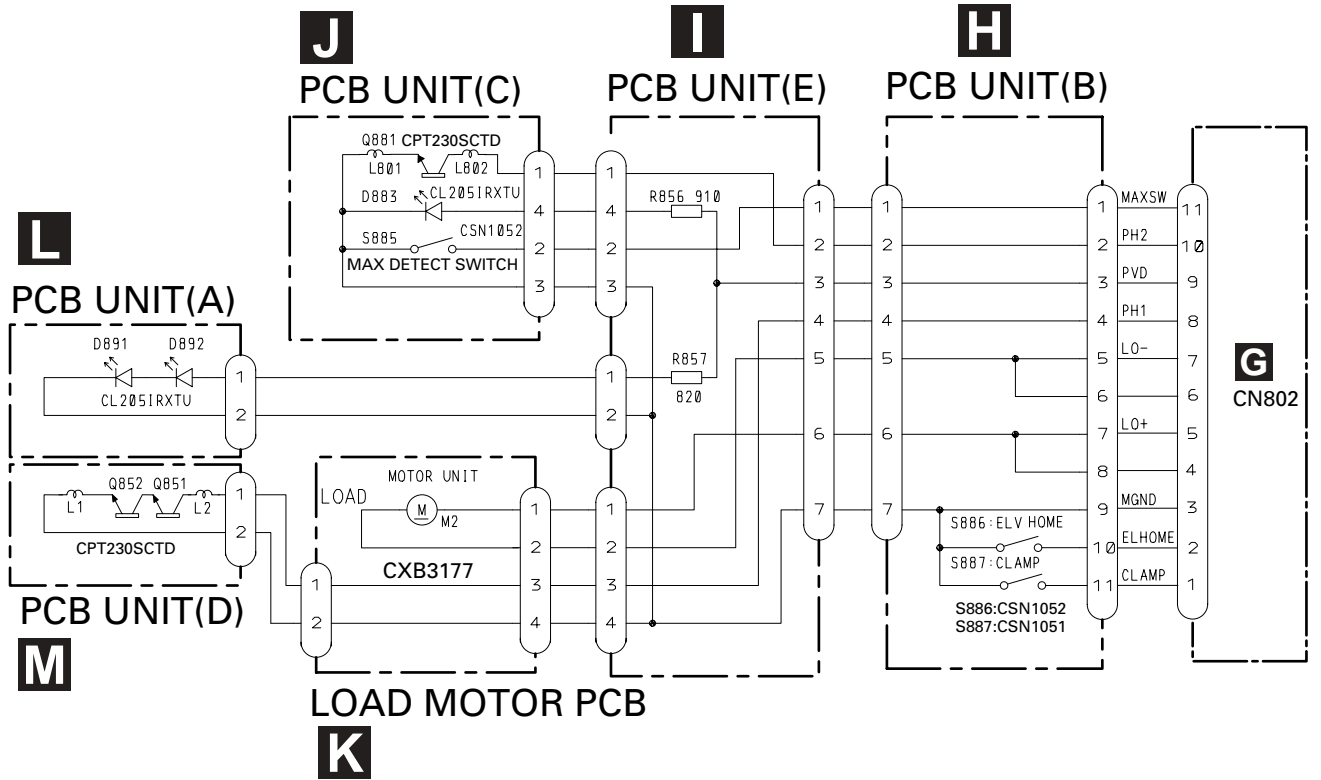 J
I
H
PCB UNIT(C)
PCB UNIT(E)
PCB UNIT(B)
Q881 CPT230SCTD
L801
L802
D883
CL205IRXTU
S885
CSN1052
MAX DETECT SWITCH
1
4
2
3
1
4
2
3
R856 910
1
2
3
4
5
6
7
1
2
3
4
5
6
7
1
2
3
4
5
6
7
8
9
10
11
MAXSW
PH2
PVD
PH1
LO-
LO+
MGND
ELHOME
CLAMP
11
10
9
8
7
6
5
4
3
2
1
G
CN802
L
PCB UNIT(A)
D891
D892
CL205IRXTU
1
2
1
2
R857
820
Q852
Q851
L1
L2
CPT230SCTD
1
2
PCB UNIT(D)
M
MOTOR UNIT
LOAD
M
M2
CXB3177
1
2
1
2
3
4
1
2
3
4
S886:ELV HOME
S887:CLAMP
S886:CSN1052
S887:CSN1051
LOAD MOTOR PCB
K